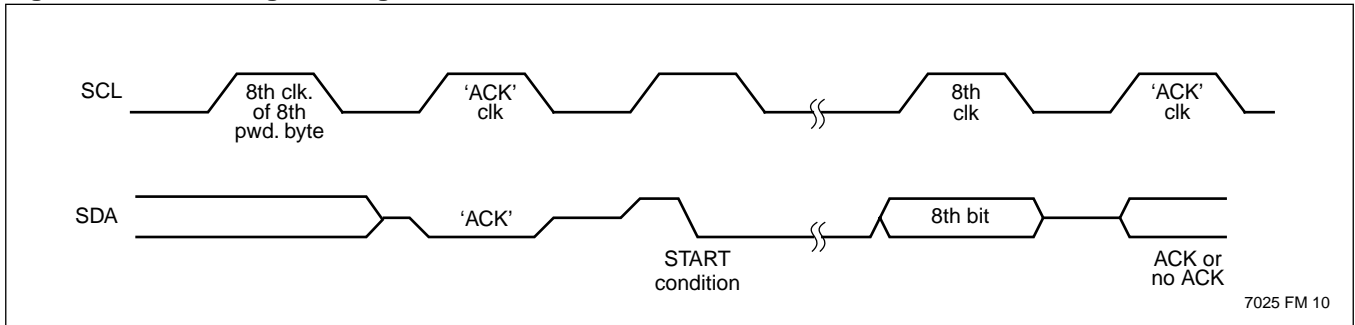 SCL
8th clk.
of 8th
pwd. byte
'ACK'
clk
8th
clk
'ACK'
clk
SDA
'ACK'
8th bit
START
condition
ACK or
no ACK
7025 FM 10